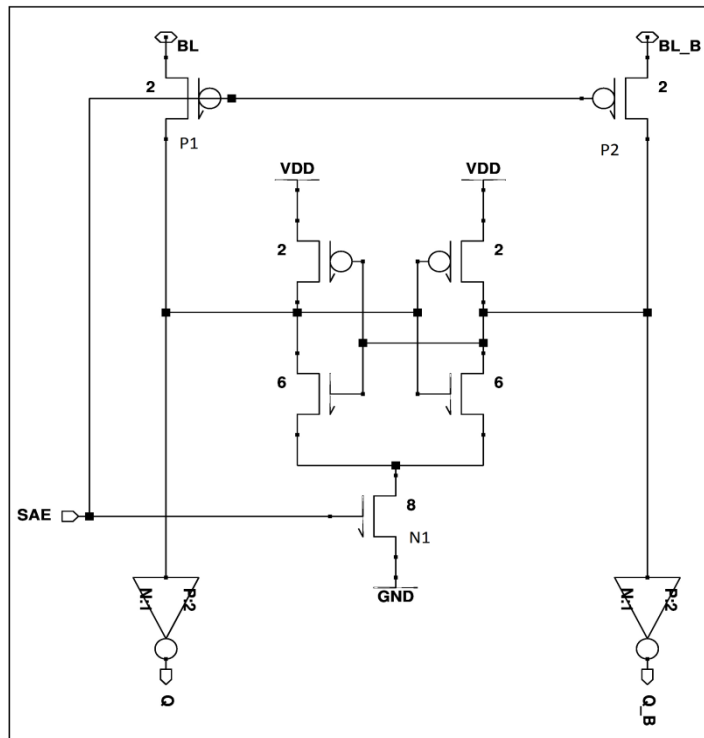 BL BL_B
2 2
P1 P2
VDD VDD
2 2
6 6
SAE
8
N1
GND
N:1 P:2 N:1 P:2
Q Q_B